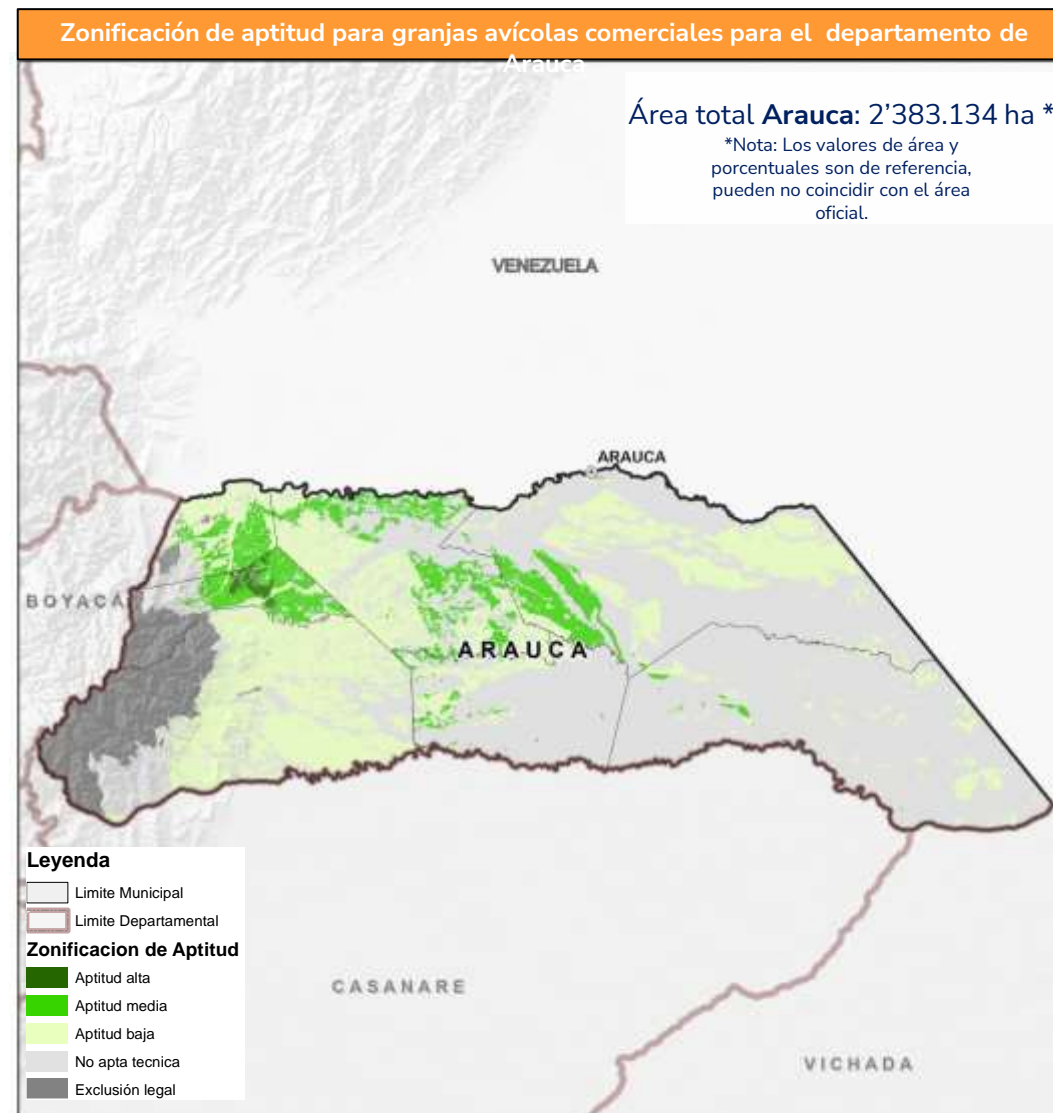 Zonificación de aptitud para granjas avícolas comerciales para el departamento de
Arauca
Área total Arauca: 2’383.134 ha *
*Nota: Los valores de área y
porcentuales son de referencia,
pueden no coincidir con el área
oficial.
VENEZUELA
ARAUCA
BOYACÁ
ARAUCA
Leyenda
Limite Municipal
Limite Departamental
Zonificacion de Aptitud
Aptitud alta
Aptitud media
Aptitud baja
No apta tecnica
Exclusión legal
CASANARE
VICHADA